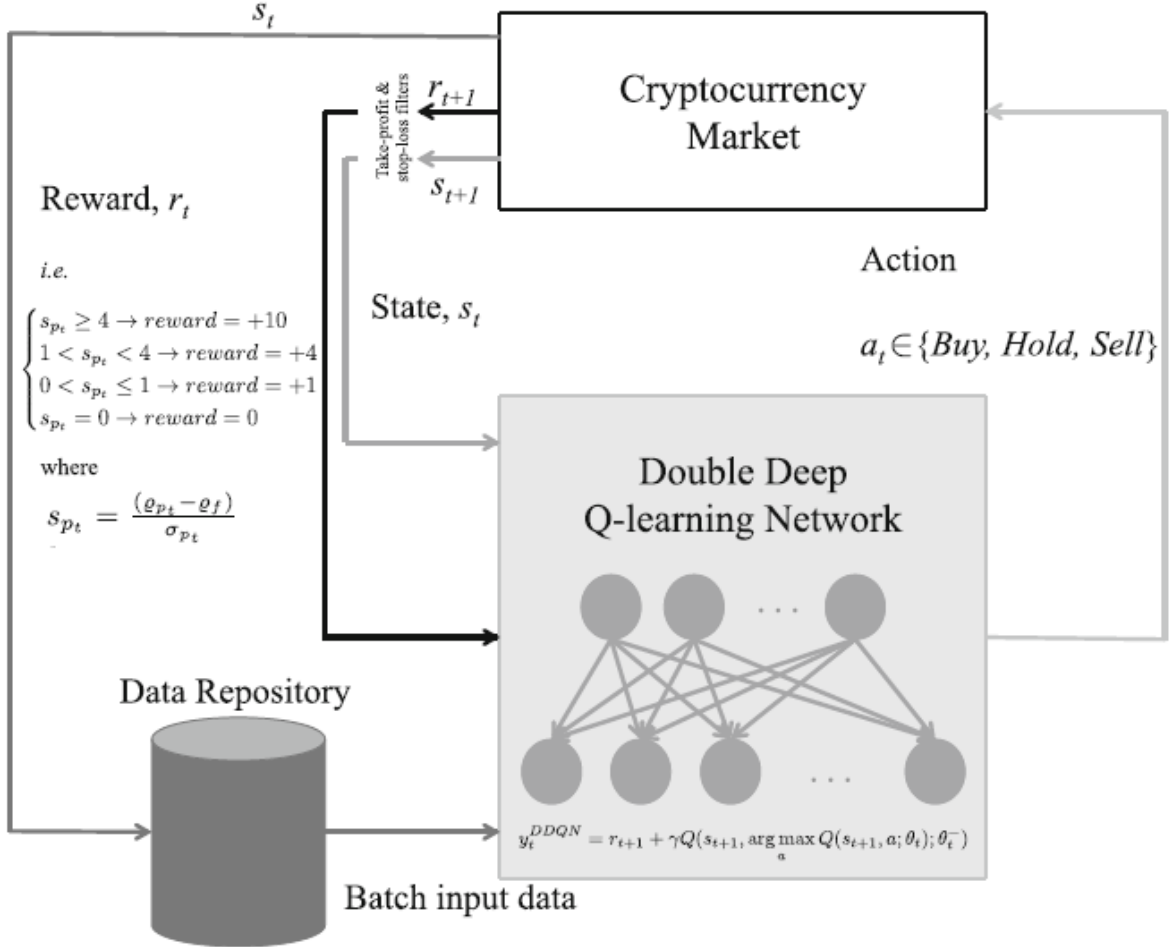 s_t
Cryptocurrency
Market
Take-profit &
stop-loss filters
r_{t+1}
s_{t+1}
Reward, r_t
i.e.
s_{p_t} ≥ 4 → reward = +10
1 < s_{p_t} < 4 → reward = +4
0 < s_{p_t} ≤ 1 → reward = +1
s_{p_t} = 0 → reward = 0
where
s_{p_t} = (ϱ_{p_t} − ϱ_f) / σ_{p_t}
State, s_t
Action
a_t ∈ {Buy, Hold, Sell}
Double Deep
Q-learning Network
. . .
. . .
y_t^{DDQN} = r_{t+1} + γQ(s_{t+1}, arg max_a Q(s_{t+1}, a; θ_t); θ_t^−)
Data Repository
Batch input data